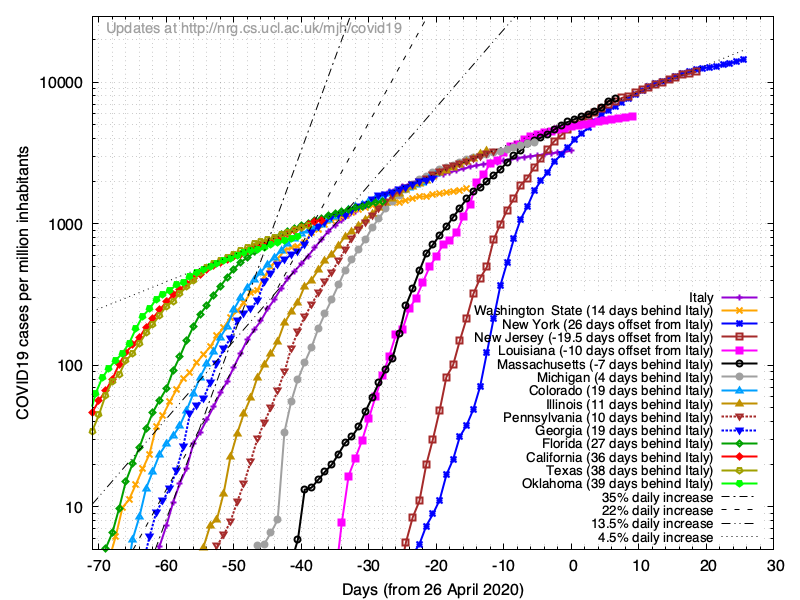 Updates at http://nrg.cs.ucl.ac.uk/mjh/covid19
10000
1000
100
10
COVID19 cases per million inhabitants
Italy
Washington State (14 days behind Italy)
New York (26 days offset from Italy)
New Jersey (-19.5 days offset from Italy)
Louisiana (-10 days offset from Italy)
Massachusetts (-7 days behind Italy)
Michigan (4 days behind Italy)
Colorado (19 days behind Italy)
Illinois (11 days behind Italy)
Pennsylvania (10 days behind Italy)
Georgia (19 days behind Italy)
Florida (27 days behind Italy)
California (36 days behind Italy)
Texas (38 days behind Italy)
Oklahoma (39 days behind Italy)
35% daily increase
22% daily increase
13.5% daily increase
4.5% daily increase
-70 -60 -50 -40 -30 -20 -10 0 10 20 30
Days (from 26 April 2020)